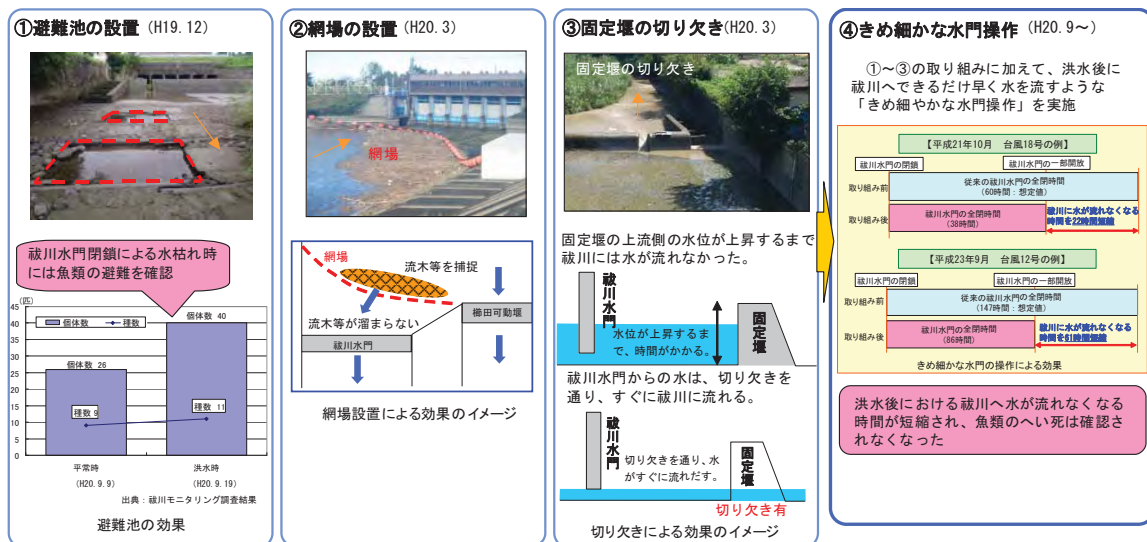 ①避難池の設置 (H19.12)
祓川水門閉鎖による水枯れ時
には魚類の避難を確認
(匹)
45
40
35
30
25
20
15
10
5
0
個体数
種数
個体数 40
個体数 26
種数 9
種数 11
平常時
(H20.9.9)
洪水時
(H20.9.19)
出典：祓川モニタリング調査結果
避難池の効果
②網場の設置(H20.3)
網場
網場
流木等を捕捉
流木等が溜まらない
櫛田可動堰
祓川水門
網場設置による効果のイメージ
③固定堰の切り欠き(H20.3)
固定堰の切り欠き
固定堰の上流側の水位が上昇するまで
祓川には水が流れなかった。
祓川水門
水位が上昇するま
で、時間がかかる。
固定堰
祓川水門からの水は、切り欠きを
通り、すぐに祓川に流れる。
祓川水門
切り欠きを通り、水
がすぐに流れだす。
固定堰
切り欠き有
切り欠きによる効果のイメージ
④きめ細かな水門操作 (H20.9～)
①～③の取り組みに加えて、洪水後に
祓川へできるだけ早く水を流すような
「きめ細やかな水門操作」を実施
【平成21年10月 台風18号の例】
祓川水門の閉鎖
祓川水門の一部開放
取り組み前
従来の祓川水門の全閉時間
(60時間：想定値)
取り組み後
祓川水門の全閉時間
(38時間)
祓川に水が流れなくなる
時間を22時間短縮
【平成23年9月 台風12号の例】
祓川水門の閉鎖
祓川水門の一部開放
取り組み前
従来の祓川水門の全閉時間
(147時間：想定値)
取り組み後
祓川水門の全閉時間
(86時間)
祓川に水が流れなくなる
時間を61時間短縮
きめ細かな水門の操作による効果
洪水後における祓川へ水が流れなくなる
時間が短縮され、魚類のへい死は確認さ
れなくなった